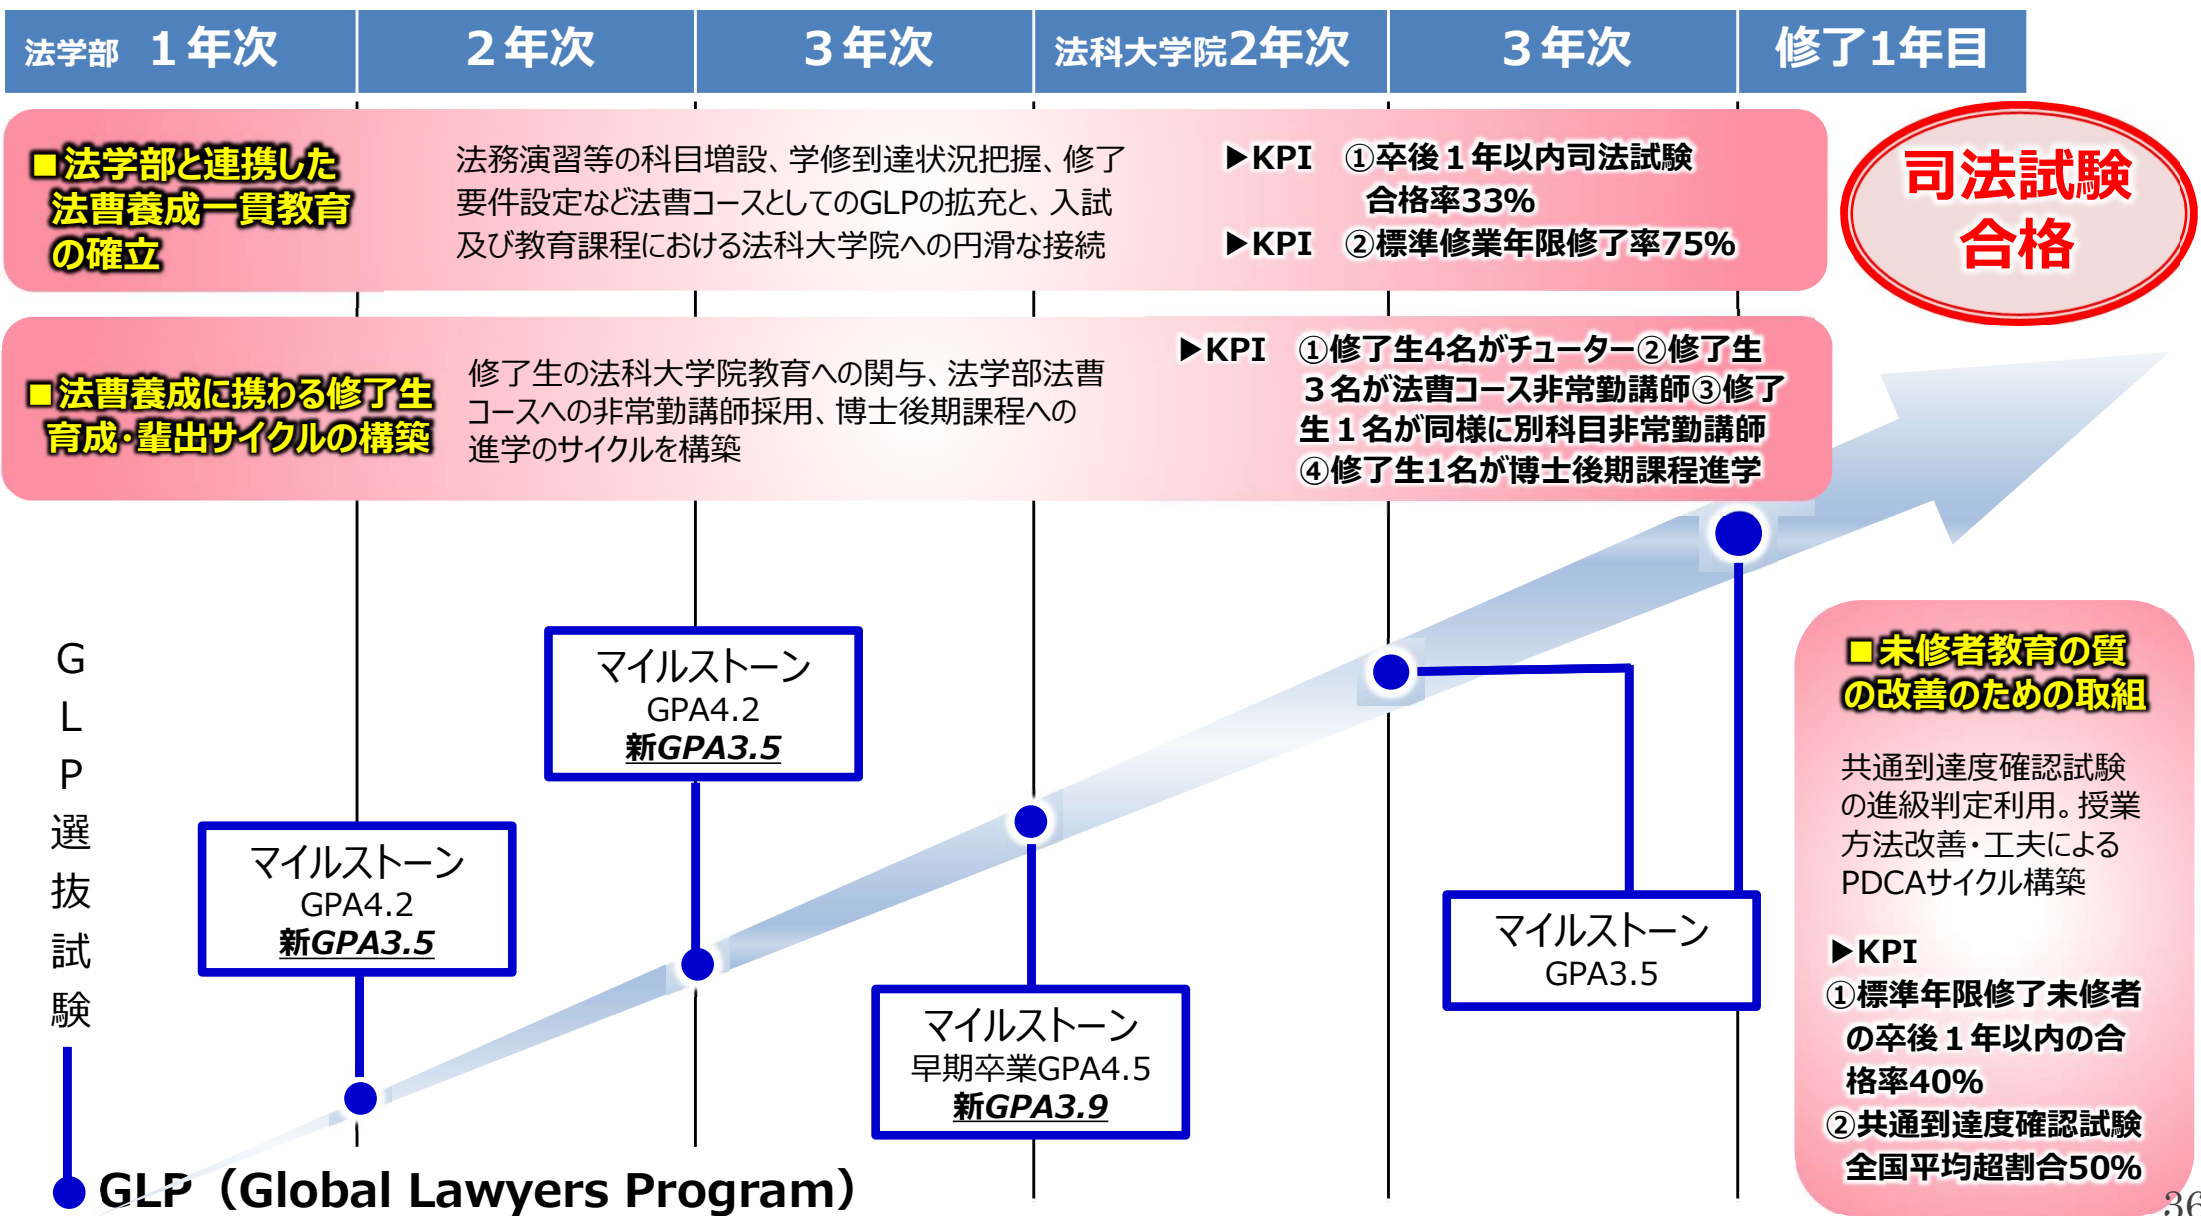 法学部 １年次
２年次
３年次
法科大学院2年次
３年次
修了1年目
■法学部と連携した
法曹養成一貫教育
の確立
法務演習等の科目増設、学修到達状況把握、修了
要件設定など法曹コースとしてのGLPの拡充と、入試
及び教育課程における法科大学院への円滑な接続
▶KPI ①卒後１年以内司法試験
合格率33%
▶KPI ②標準修業年限修了率75%
司法試験
合格
■法曹養成に携わる修了生
育成・輩出サイクルの構築
修了生の法科大学院教育への関与、法学部法曹
コースへの非常勤講師採用、博士後期課程への
進学のサイクルを構築
▶KPI ①修了生4名がチューター②修了生
３名が法曹コース非常勤講師③修了
生１名が同様に別科目非常勤講師
④修了生1名が博士後期課程進学
GLP選抜試験
マイルストーン
GPA4.2
新GPA3.5
マイルストーン
GPA4.2
新GPA3.5
マイルストーン
早期卒業GPA4.5
新GPA3.9
マイルストーン
GPA3.5
■未修者教育の質
の改善のための取組
共通到達度確認試験
の進級判定利用。授業
方法改善・工夫による
PDCAサイクル構築
▶KPI
①標準年限修了未修者
の卒後１年以内の合
格率40%
②共通到達度確認試験
全国平均超割合50%
GLP（Global Lawyers Program）
36